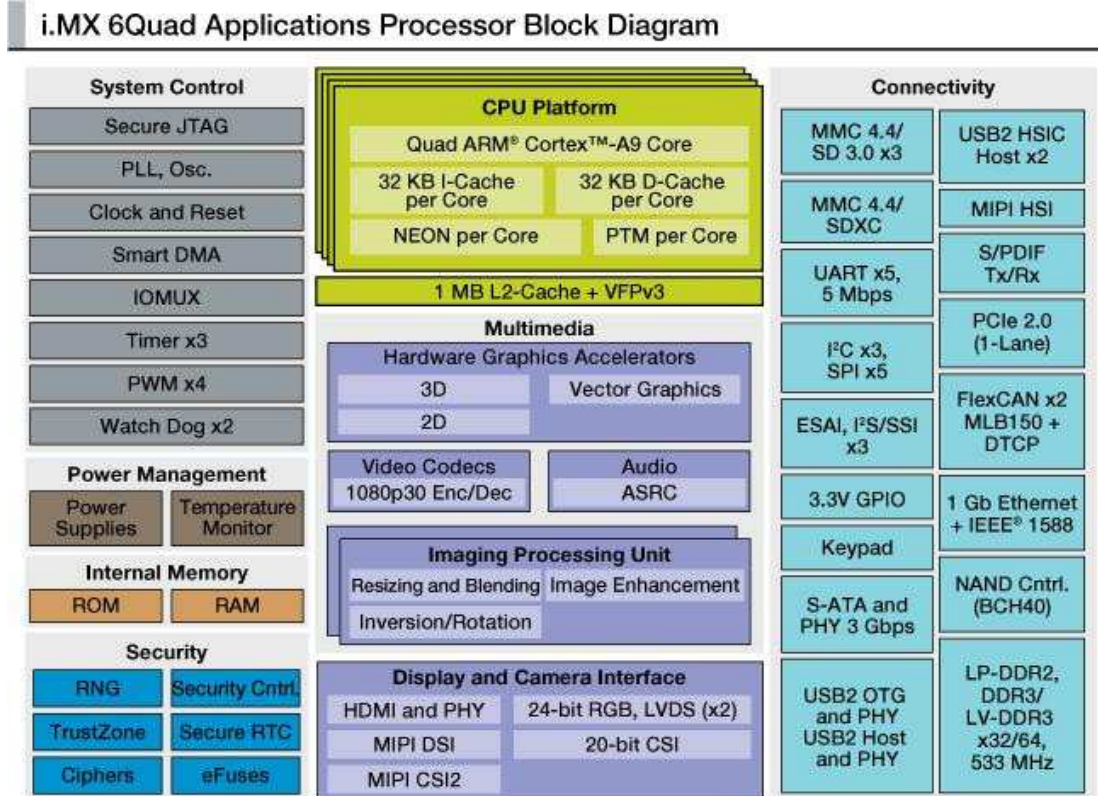 i.MX 6Quad Applications Processor Block Diagram
System Control
Secure JTAG
PLL, Osc.
Clock and Reset
Smart DMA
IOMUX
Timer x3
PWM x4
Watch Dog x2
Power Management
Power
Supplies
Temperature
Monitor
Internal Memory
ROM
RAM
Security
RNG
Security Cntrl.
TrustZone
Secure RTC
Ciphers
eFuses
CPU Platform
Quad ARM® Cortex™-A9 Core
32 KB I-Cache
per Core
32 KB D-Cache
per Core
NEON per Core
PTM per Core
1 MB L2-Cache + VFPv3
Multimedia
Hardware Graphics Accelerators
3D
Vector Graphics
2D
Video Codecs
1080p30 Enc/Dec
Audio
ASRC
Imaging Processing Unit
Resizing and Blending
Image Enhancement
Inversion/Rotation
Display and Camera Interface
HDMI and PHY
24-bit RGB, LVDS (x2)
MIPI DSI
20-bit CSI
MIPI CSI2
Connectivity
MMC 4.4/
SD 3.0 x3
MMC 4.4/
SDXC
UART x5,
5 Mbps
I²C x3,
SPI x5
ESAI, I²S/SSI
x3
3.3V GPIO
Keypad
S-ATA and
PHY 3 Gbps
USB2 OTG
and PHY
USB2 Host
and PHY
USB2 HSIC
Host x2
MIPI HSI
S/PDIF
Tx/Rx
PCIe 2.0
(1-Lane)
FlexCAN x2
MLB150 +
DTCP
1 Gb Ethernet
+ IEEE® 1588
NAND Cntrl.
(BCH40)
LP-DDR2,
DDR3/
LV-DDR3
x32/64,
533 MHz